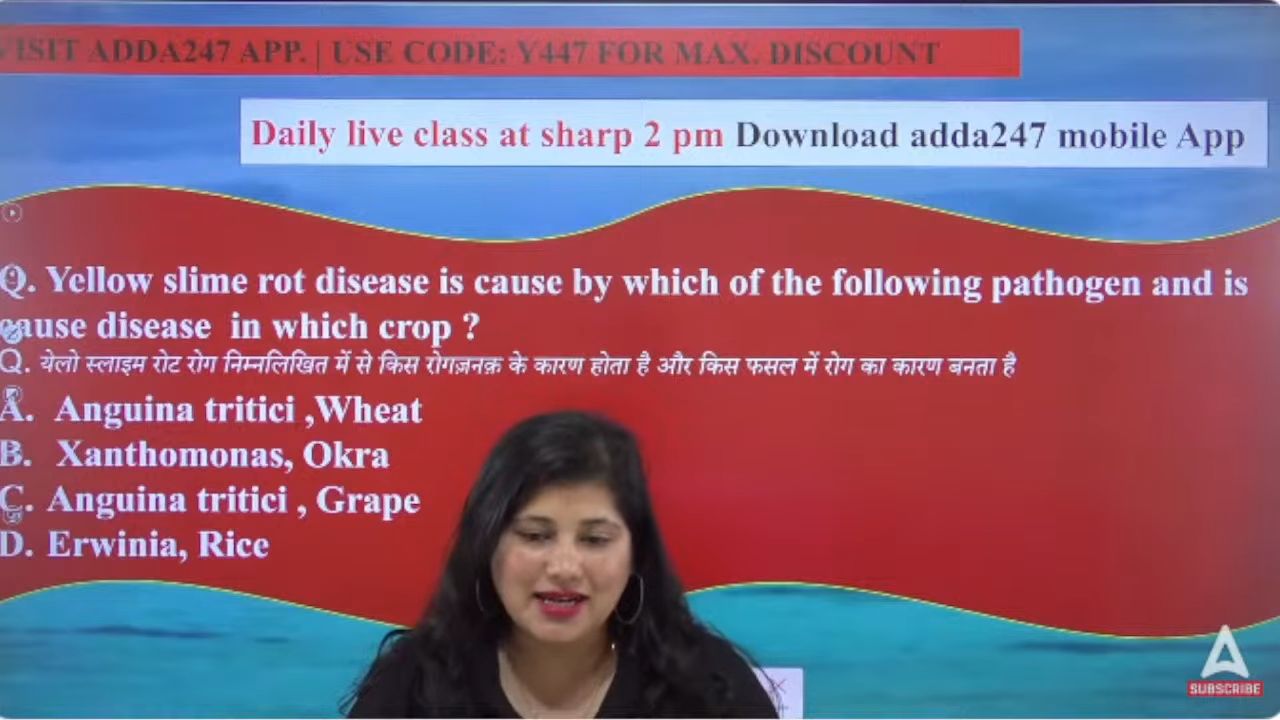 VISIT ADDA247 APP. | USE CODE: Y447 FOR MAX. DISCOUNT
Daily live class at sharp 2 pm Download adda247 mobile App
Q. Yellow slime rot disease is cause by which of the following pathogen and is
cause disease in which crop ?
Q. येलो स्लाइम रोट रोग निम्नलिखित में से किस रोगज़नक़ के कारण होता है और किस फसल में रोग का कारण बनता है
A. Anguina tritici ,Wheat
B. Xanthomonas, Okra
C. Anguina tritici , Grape
D. Erwinia, Rice
A
SUBSCRIBE